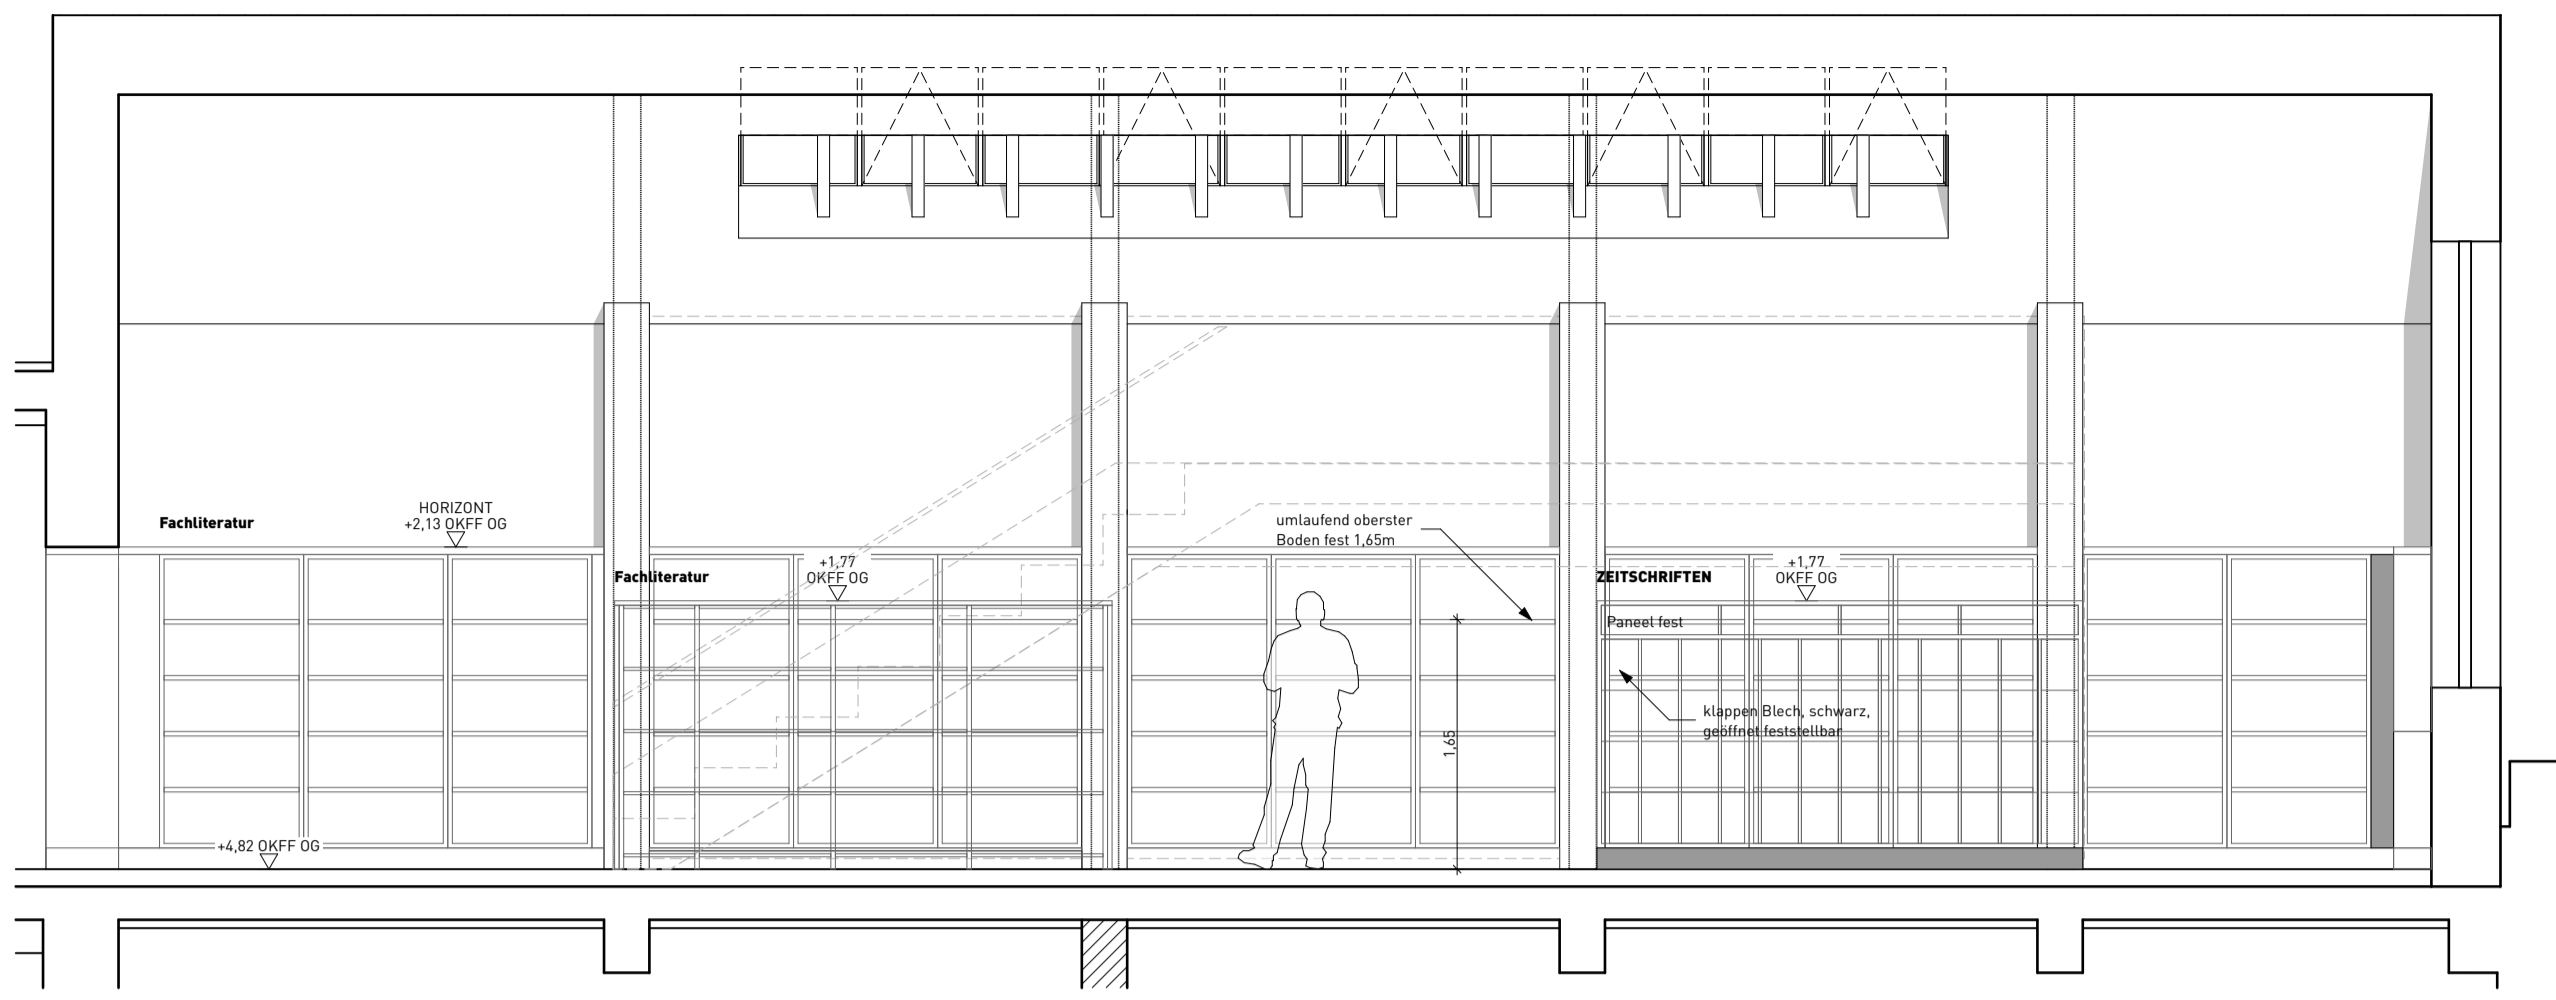 HORIZONT
+2,13 OKFF OG
Fachliteratur
umlaufend oberster
Boden fest 1,65m
+1,77
OKFF OG
Fachliteratur
+1,77
OKFF OG
ZEITSCHRIFTEN
Paneel fest
klappen Blech, schwarz,
geöffnet feststellbar
1,65
+4,82 OKFF OG